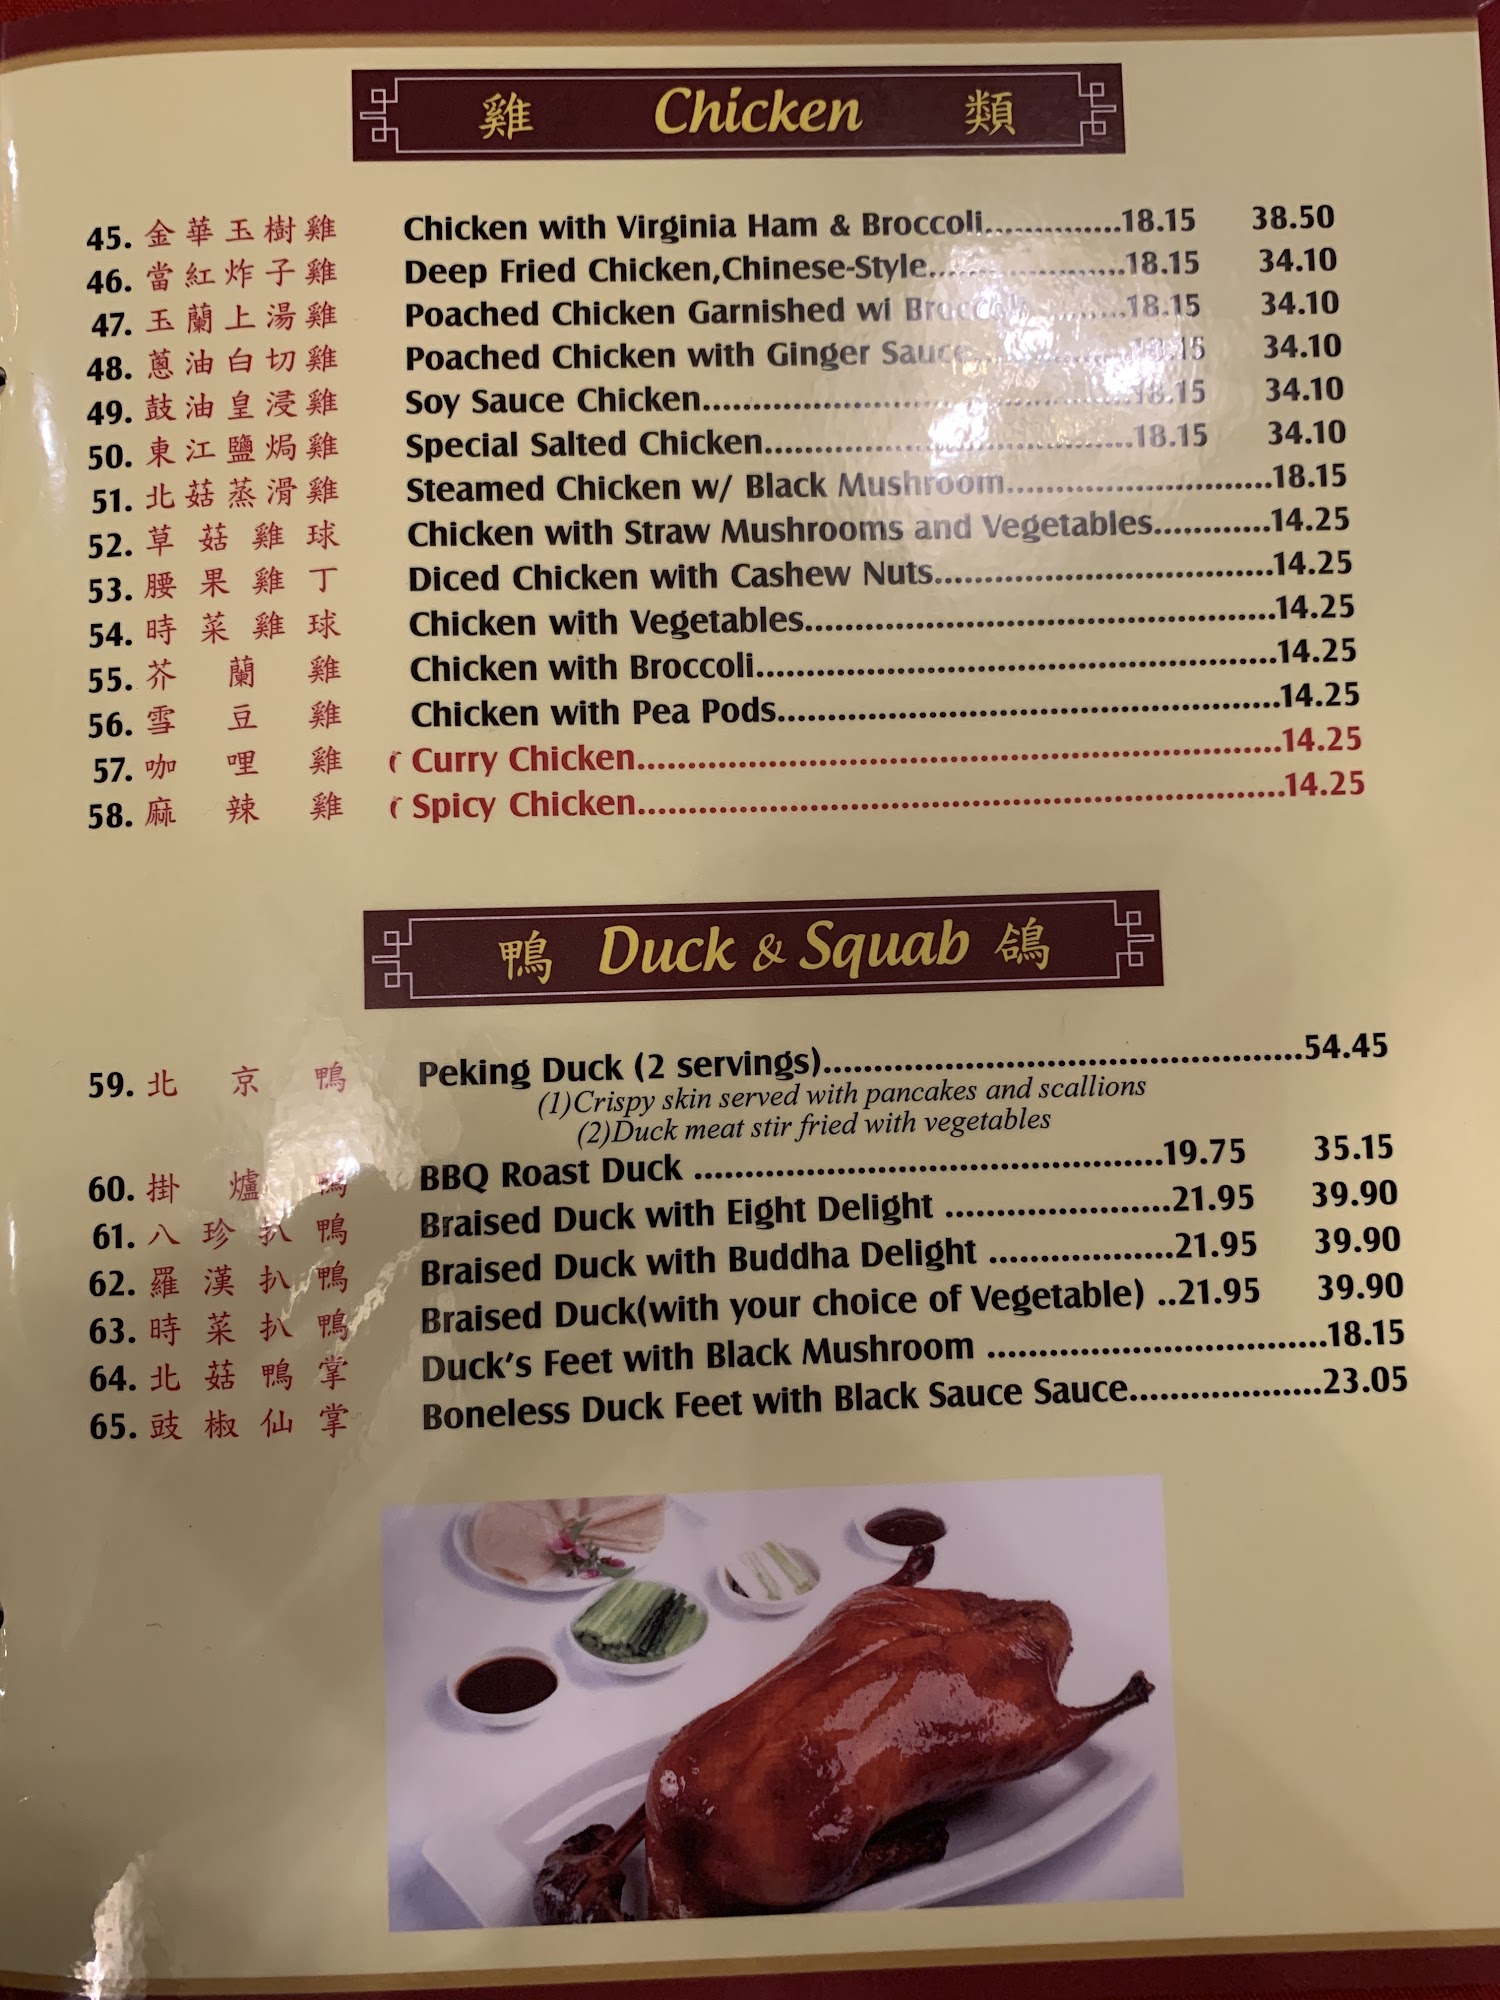 雞 Chicken 類
45. 金華玉樹雞 Chicken with Virginia Ham & Broccoli..............18.15 38.50
46. 當紅炸子雞 Deep Fried Chicken,Chinese-Style.....................18.15 34.10
47. 玉蘭上湯雞 Poached Chicken Garnished wi Broccoli..........18.15 34.10
48. 蔥油白切雞 Poached Chicken with Ginger Sauce................18.15 34.10
49. 鼓油皇浸雞 Soy Sauce Chicken..........................................18.15 34.10
50. 東江鹽焗雞 Special Salted Chicken....................................18.15 34.10
51. 北菇蒸滑雞 Steamed Chicken w/ Black Mushroom..........................18.15
52. 草菇雞球 Chicken with Straw Mushrooms and Vegetables............14.25
53. 腰果雞丁 Diced Chicken with Cashew Nuts.................................14.25
54. 時菜雞球 Chicken with Vegetables..............................................14.25
55. 芥蘭雞 Chicken with Broccoli...................................................14.25
56. 雪豆雞 Chicken with Pea Pods.................................................14.25
57. 咖哩雞 Curry Chicken...............................................................14.25
58. 麻辣雞 Spicy Chicken...............................................................14.25
鴨 Duck & Squab 鴿
59. 北京鴨 Peking Duck (2 servings)...............................................54.45
(1)Crispy skin served with pancakes and scallions
(2)Duck meat stir fried with vegetables
60. 掛爐鴨 BBQ Roast Duck ..............................................19.75 35.15
61. 八珍扒鴨 Braised Duck with Eight Delight ......................21.95 39.90
62. 羅漢扒鴨 Braised Duck with Buddha Delight ..................21.95 39.90
63. 時菜扒鴨 Braised Duck(with your choice of Vegetable) ..21.95 39.90
64. 北菇鴨掌 Duck's Feet with Black Mushroom .................................18.15
65. 豉椒仙掌 Boneless Duck Feet with Black Sauce Sauce...................23.05